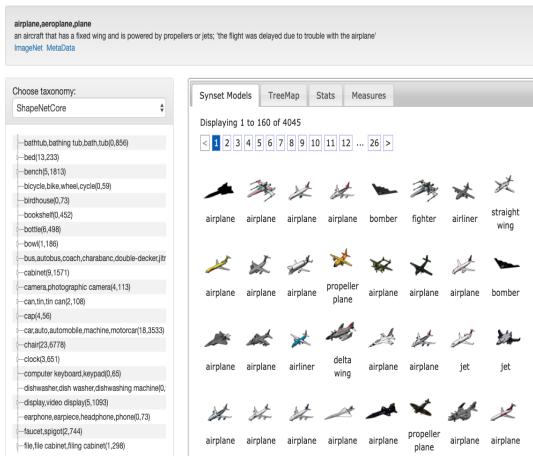 airplane,aeroplane,plane
an aircraft that has a fixed wing and is powered by propellers or jets; 'the flight was delayed due to trouble with the airplane'
ImageNet MetaData
Choose taxonomy:
ShapeNetCore
bathtub,bathing tub,bath,tub(0,856)
bed(13,233)
bench(5,1813)
bicycle,bike,wheel,cycle(0,59)
birdhouse(0,73)
bookshelf(0,452)
bottle(6,498)
bowl(1,186)
bus,autobus,coach,charabanc,double-decker,jitn
cabinet(9,1571)
camera,photographic camera(4,113)
can,tin,tin can(2,108)
cap(4,56)
car,auto,automobile,machine,motorcar(18,3533)
chair(23,6778)
clock(3,651)
computer keyboard,keypad(0,65)
dishwasher,dish washer,dishwashing machine(0,
display,video display(5,1093)
earphone,earpiece,headphone,phone(0,73)
faucet,spigot(2,744)
file,file cabinet,filing cabinet(1,298)
Synset Models TreeMap Stats Measures
Displaying 1 to 160 of 4045
< 1 2 3 4 5 6 7 8 9 10 11 12 ... 26 >
airplane airplane airplane airplane bomber fighter airliner straight wing
airplane airplane airplane propeller plane airplane airplane airplane bomber
airplane airplane airliner delta wing airplane airplane jet jet
airplane airplane airplane airplane airplane propeller plane airplane airplane